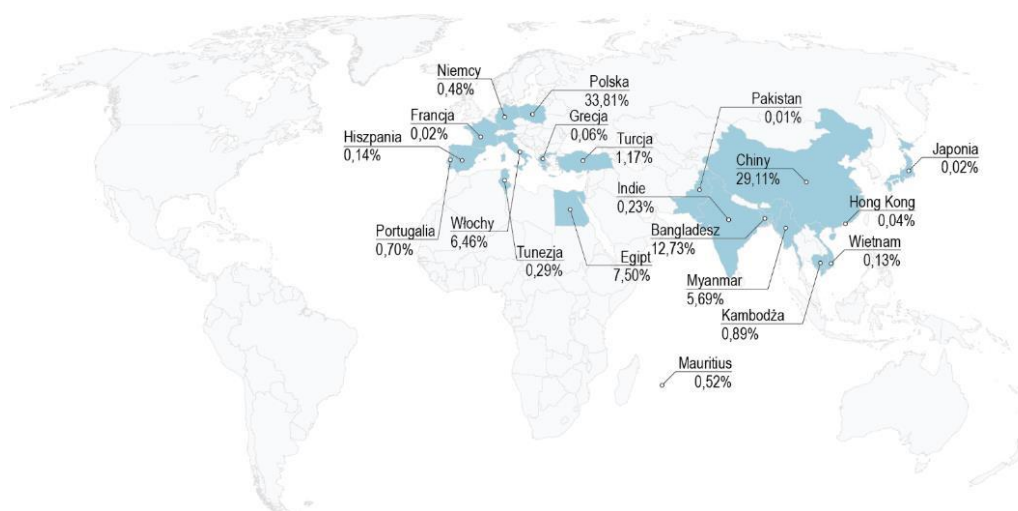 Niemcy
0,48%
Polska
33,81%
Francja
0,02%
Grecja
0,06%
Hiszpania
0,14%
Turcja
1,17%
Pakistan
0,01%
Chiny
29,11%
Japonia
0,02%
Indie
0,23%
Hong Kong
0,04%
Portugalia
0,70%
Włochy
6,46%
Tunezja
0,29%
Egipt
7,50%
Bangladesz
12,73%
Wietnam
0,13%
Myanmar
5,69%
Kambodża
0,89%
Mauritius
0,52%